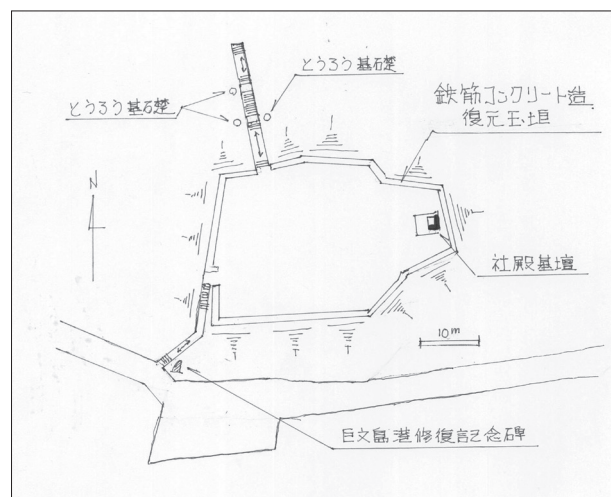 とうろう基礎
とうろう基礎
鉄筋コンクリート造
復元玉垣
N
社殿基壇
10m
巨文島港修復記念碑